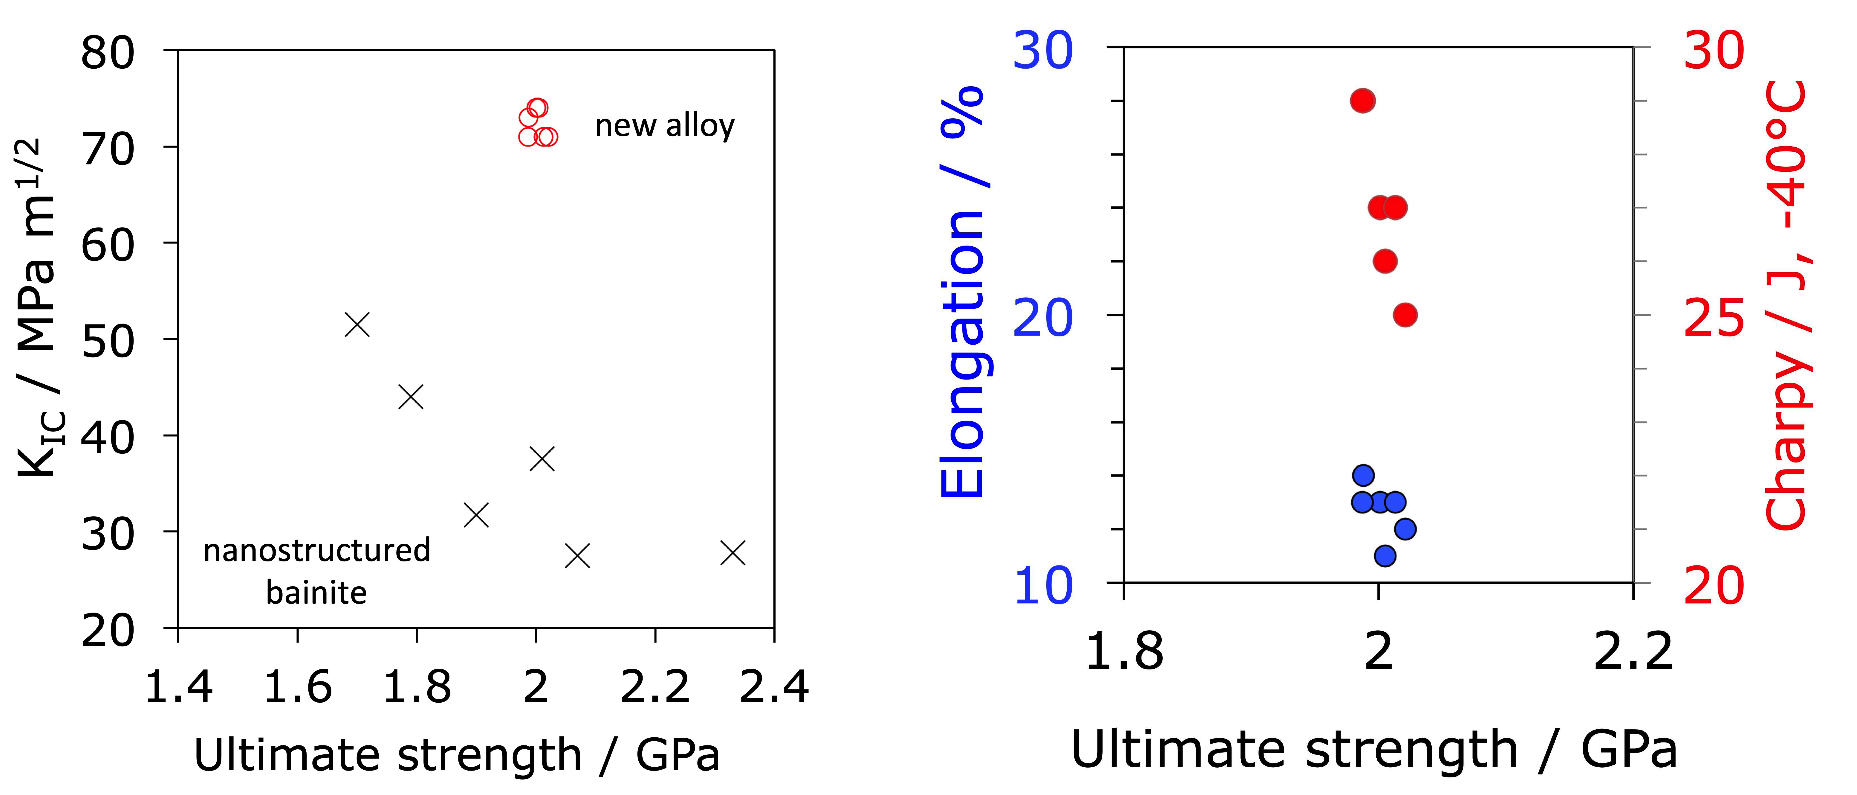 80
70
60
50
40
30
20
K_IC / MPa m^1/2
new alloy
nanostructured
bainite
1.4 1.6 1.8 2 2.2 2.4
Ultimate strength / GPa
30
20
10
Elongation / %
30
25
20
Charpy / J, -40°C
1.8 2 2.2
Ultimate strength / GPa